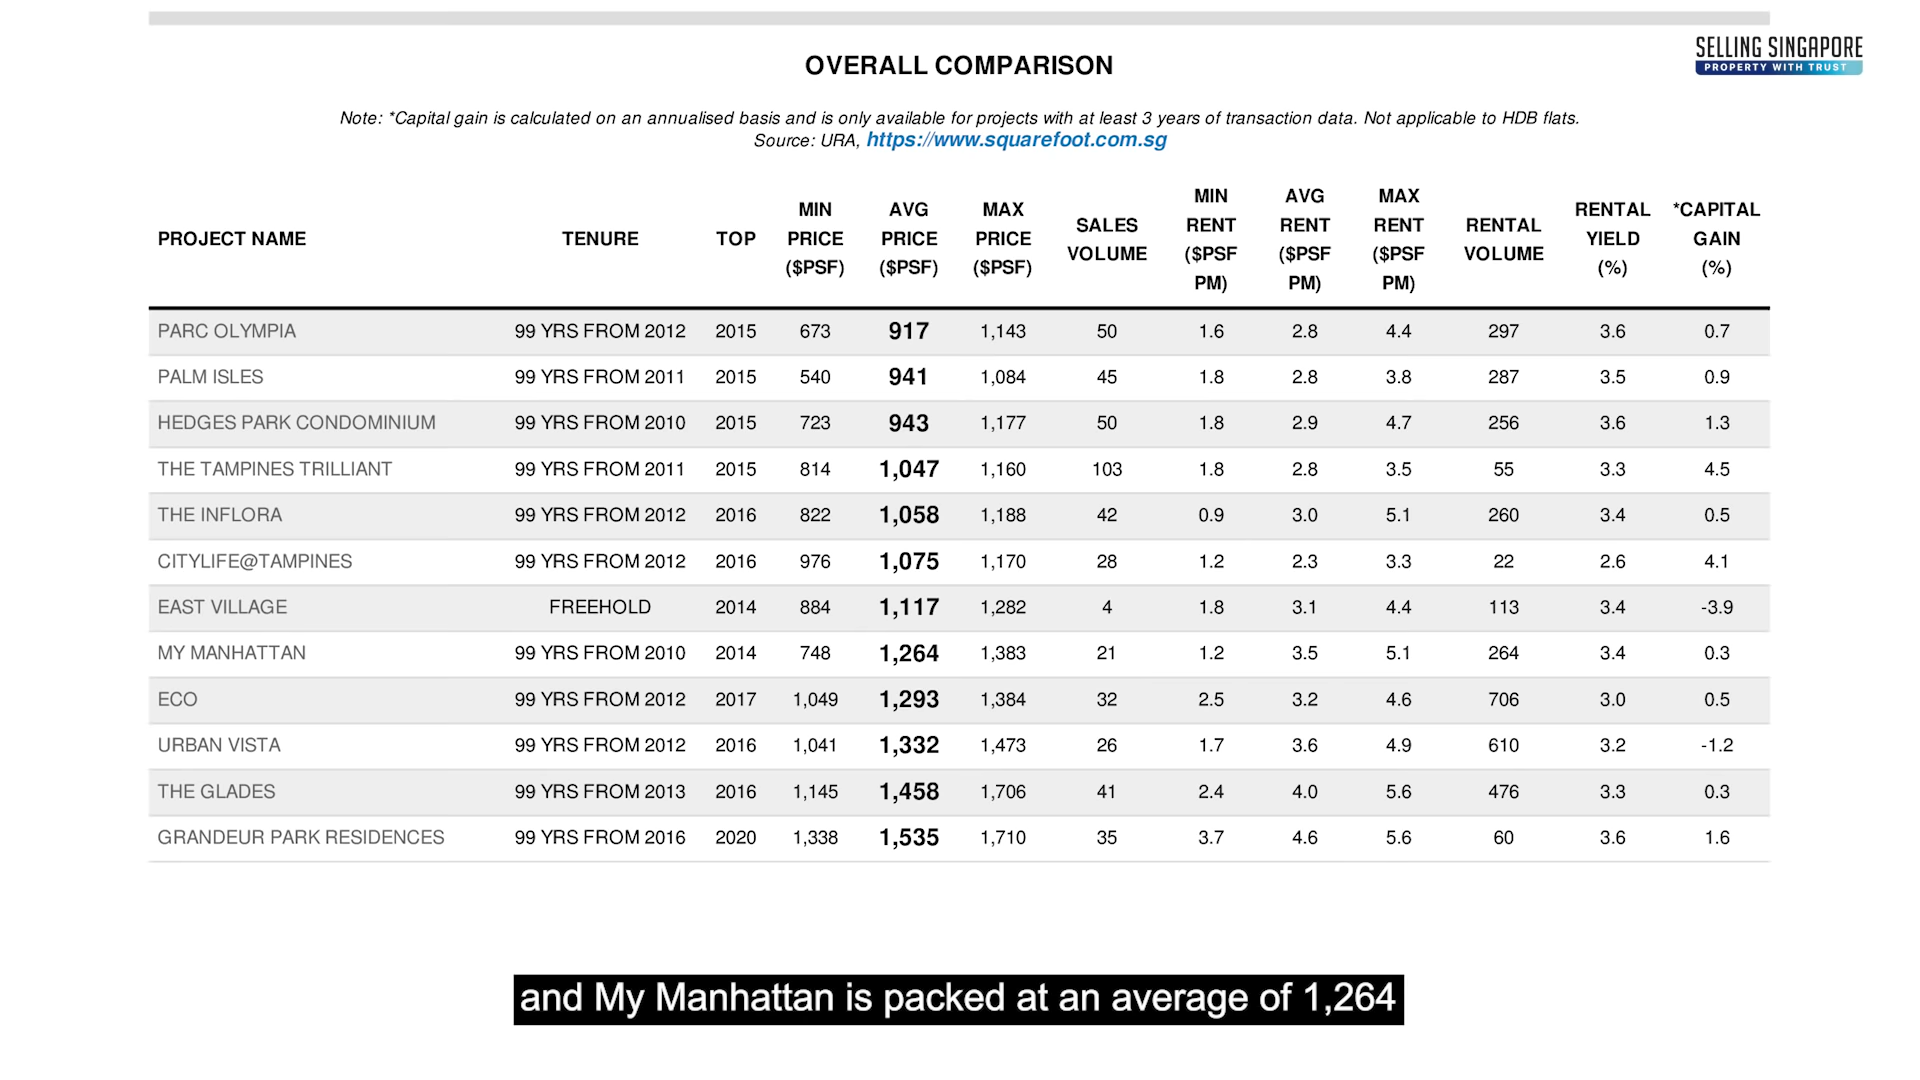 SELLING SINGAPORE
PROPERTY WITH TRUST
OVERALL COMPARISON
Note: *Capital gain is calculated on an annualised basis and is only available for projects with at least 3 years of transaction data. Not applicable to HDB flats.
Source: URA, https://www.squarefoot.com.sg
PROJECT NAME TENURE TOP MIN PRICE ($PSF) AVG PRICE ($PSF) MAX PRICE ($PSF) SALES VOLUME MIN RENT ($PSF PM) AVG RENT ($PSF PM) MAX RENT ($PSF PM) RENTAL VOLUME RENTAL YIELD (%) *CAPITAL GAIN (%)
PARC OLYMPIA 99 YRS FROM 2012 2015 673 917 1,143 50 1.6 2.8 4.4 297 3.6 0.7
PALM ISLES 99 YRS FROM 2011 2015 540 941 1,084 45 1.8 2.8 3.8 287 3.5 0.9
HEDGES PARK CONDOMINIUM 99 YRS FROM 2010 2015 723 943 1,177 50 1.8 2.9 4.7 256 3.6 1.3
THE TAMPINES TRILLIANT 99 YRS FROM 2011 2015 814 1,047 1,160 103 1.8 2.8 3.5 55 3.3 4.5
THE INFLORA 99 YRS FROM 2012 2016 822 1,058 1,188 42 0.9 3.0 5.1 260 3.4 0.5
CITYLIFE@TAMPINES 99 YRS FROM 2012 2016 976 1,075 1,170 28 1.2 2.3 3.3 22 2.6 4.1
EAST VILLAGE FREEHOLD 2014 884 1,117 1,282 4 1.8 3.1 4.4 113 3.4 -3.9
MY MANHATTAN 99 YRS FROM 2010 2014 748 1,264 1,383 21 1.2 3.5 5.1 264 3.4 0.3
ECO 99 YRS FROM 2012 2017 1,049 1,293 1,384 32 2.5 3.2 4.6 706 3.0 0.5
URBAN VISTA 99 YRS FROM 2012 2016 1,041 1,332 1,473 26 1.7 3.6 4.9 610 3.2 -1.2
THE GLADES 99 YRS FROM 2013 2016 1,145 1,458 1,706 41 2.4 4.0 5.6 476 3.3 0.3
GRANDEUR PARK RESIDENCES 99 YRS FROM 2016 2020 1,338 1,535 1,710 35 3.7 4.6 5.6 60 3.6 1.6
and My Manhattan is packed at an average of 1,264